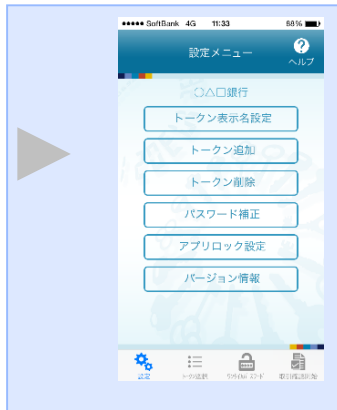 SoftBank 4G 11:33 58%
設定メニュー
?
ヘルプ
○△□銀行
トークン表示名設定
トークン追加
トークン削除
パスワード補正
アプリロック設定
バージョン情報
設定